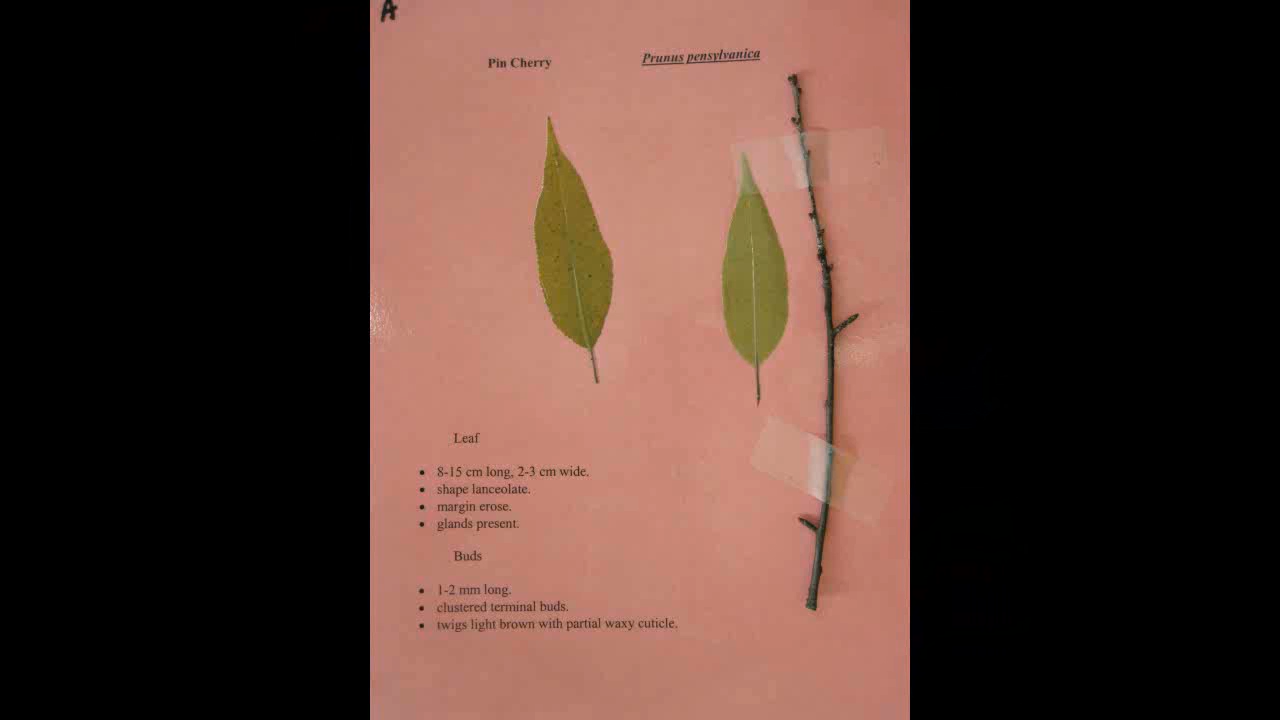 A
Pin Cherry Prunus pensylvanica
Leaf
• 8-15 cm long, 2-3 cm wide.
• shape lanceolate.
• margin erose.
• glands present.
Buds
• 1-2 mm long.
• clustered terminal buds.
• twigs light brown with partial waxy cuticle.